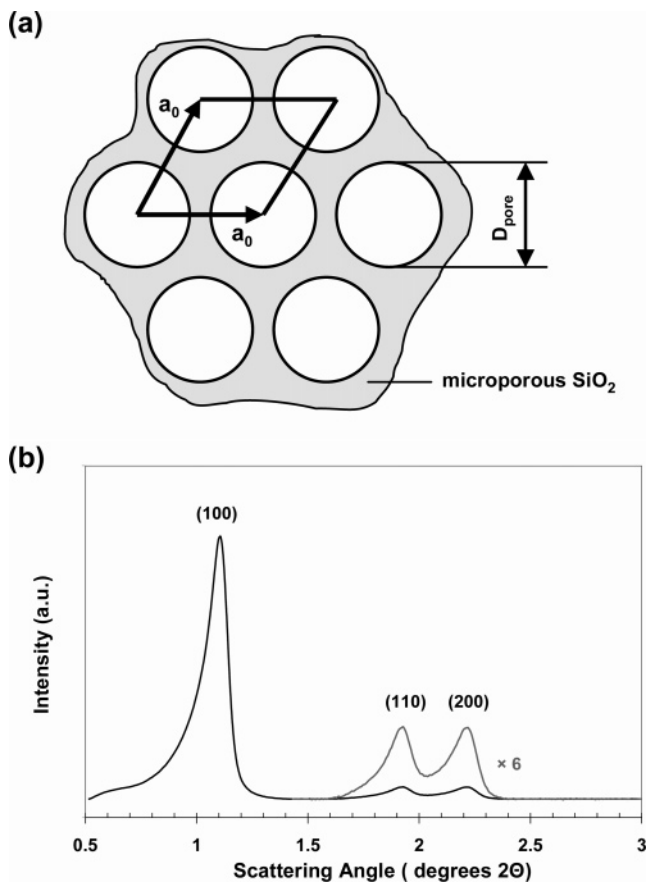 (a)
a₀
a₀
D_pore
microporous SiO₂
(b)
(100)
(110)
(200)
× 6
Intensity (a.u.)
0.5 1 1.5 2 2.5 3
Scattering Angle ( degrees 2Θ)